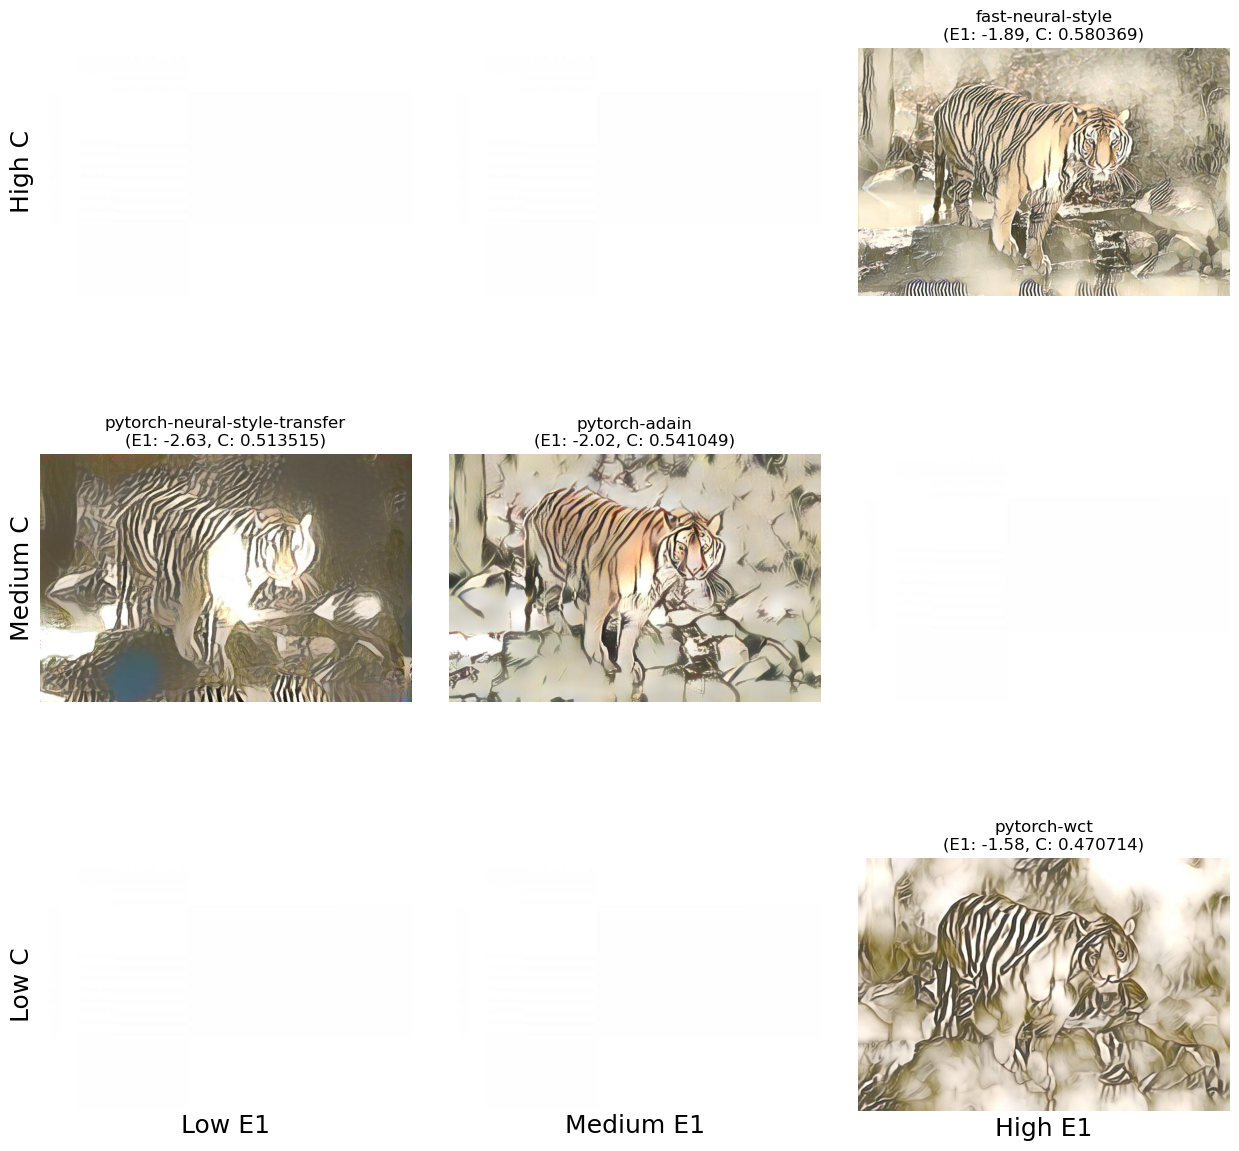 fast-neural-style
(E1: -1.89, C: 0.580369)
High C
pytorch-neural-style-transfer
(E1: -2.63, C: 0.513515)
pytorch-adain
(E1: -2.02, C: 0.541049)
Medium C
pytorch-wct
(E1: -1.58, C: 0.470714)
Low C
Low E1
Medium E1
High E1